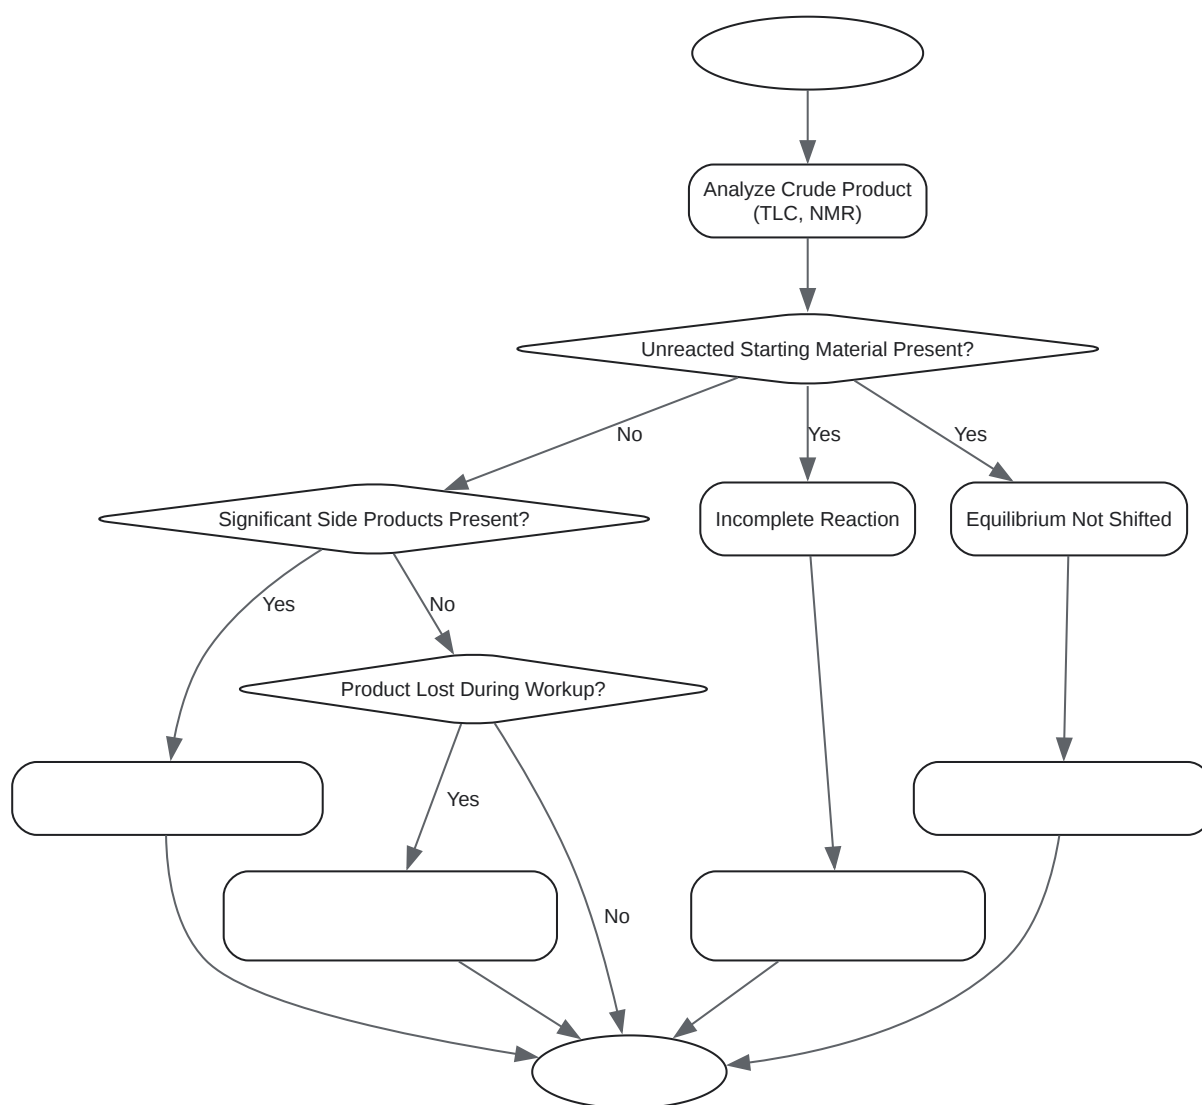 Analyze Crude Product
(TLC, NMR)
Unreacted Starting Material Present?
No
Yes
Yes
Significant Side Products Present?
Incomplete Reaction
Equilibrium Not Shifted
Yes
No
Product Lost During Workup?
Yes
No